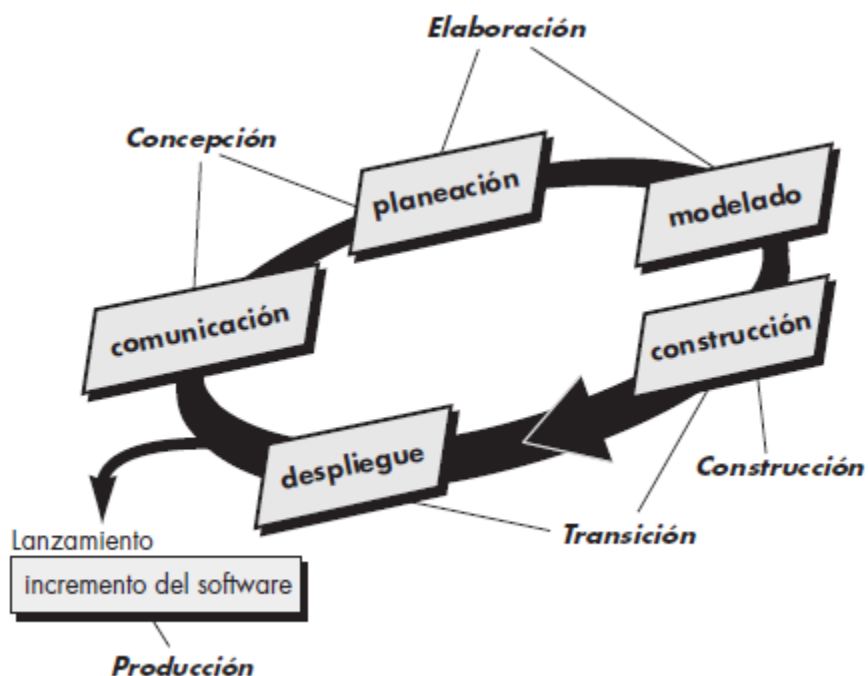 Elaboración
Concepción
planeación
modelado
comunicación
construcción
despliegue
Construcción
Transición
Lanzamiento
incremento del software
Producción